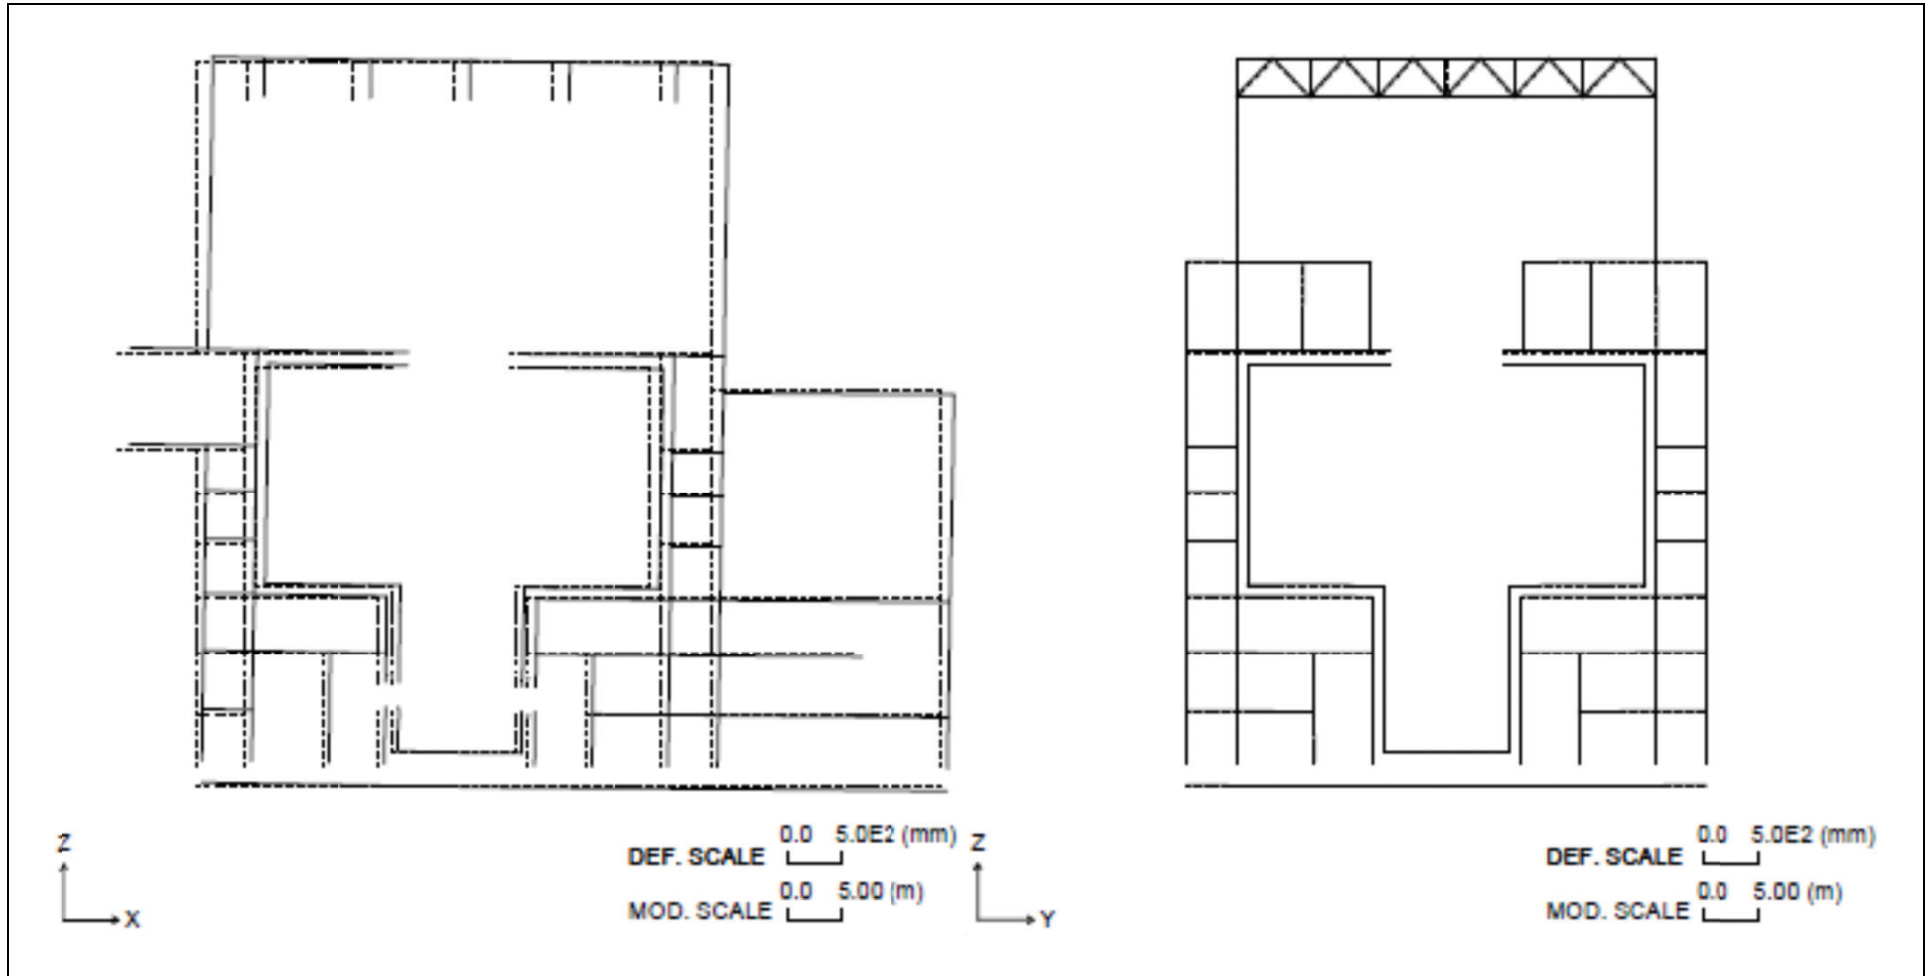 Z
X
0.0 5.0E2 (mm)
DEF. SCALE
0.0 5.00 (m)
MOD. SCALE
Z
Y
0.0 5.0E2 (mm)
DEF. SCALE
0.0 5.00 (m)
MOD. SCALE